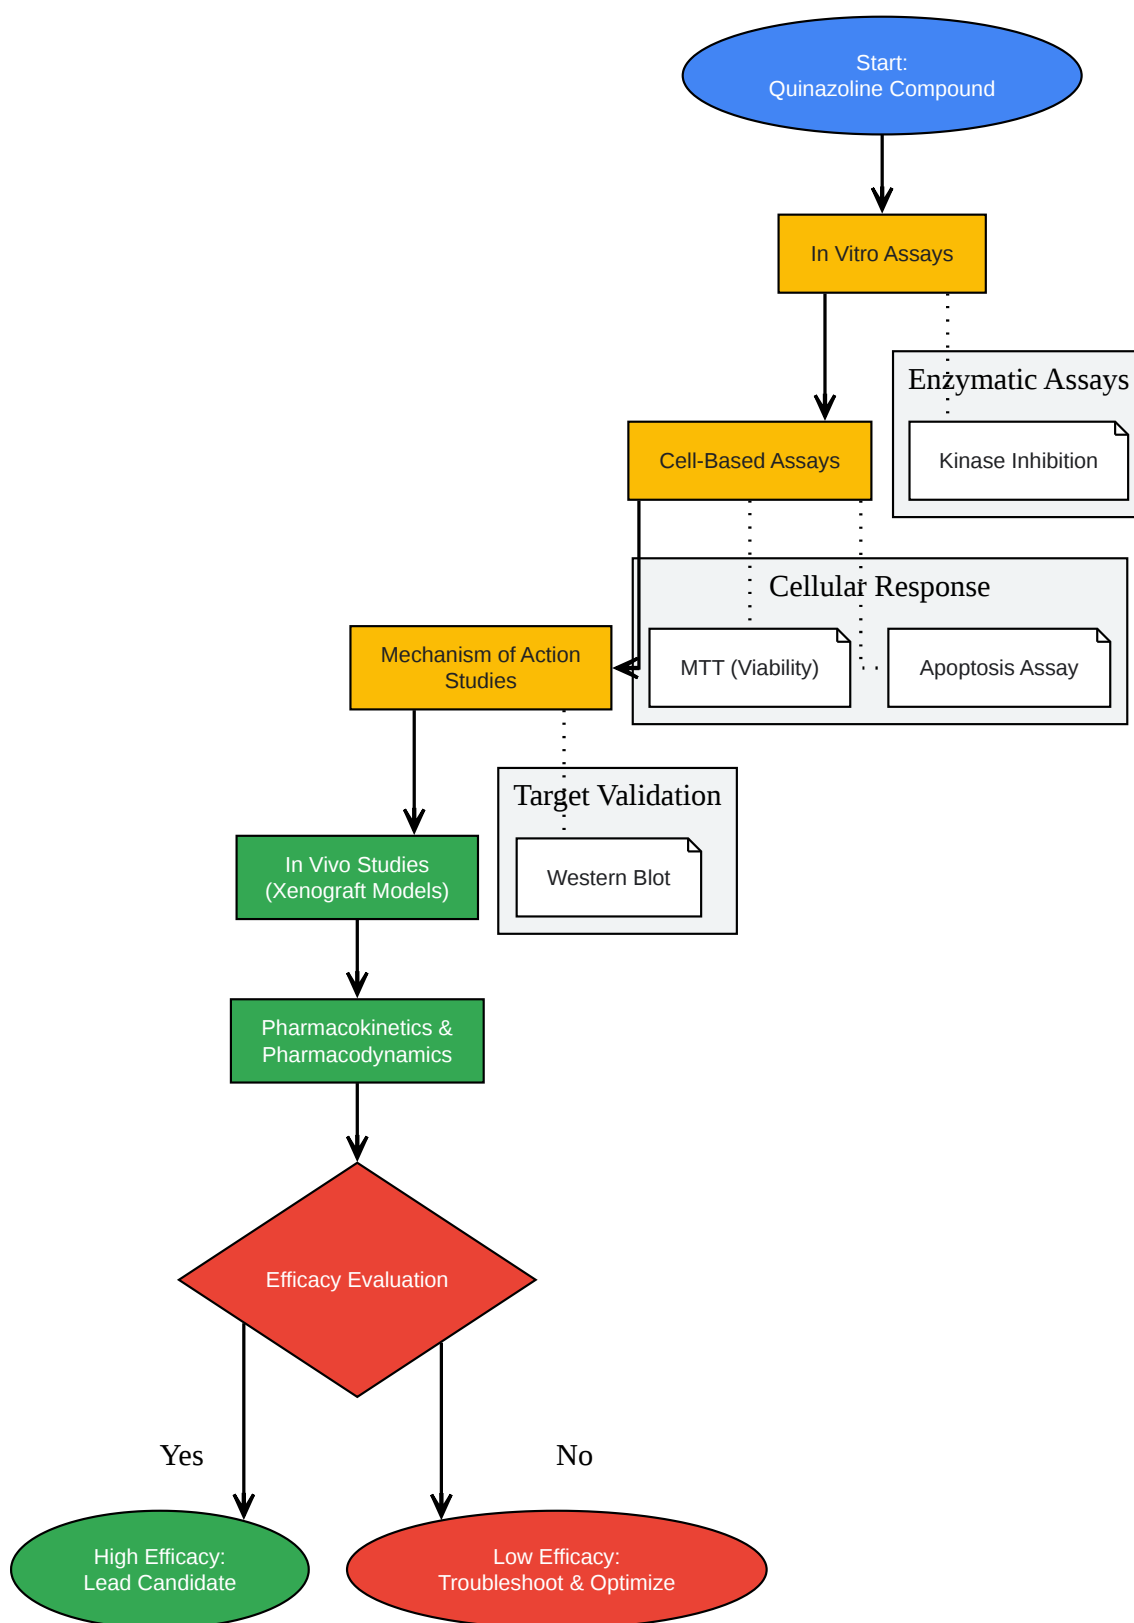 Start:
Quinazoline Compound
In Vitro Assays
Enzymatic Assays
Cell-Based Assays
Kinase Inhibition
Cellular Response
Mechanism of Action
Studies
MTT (Viability)
Apoptosis Assay
Target Validation
In Vivo Studies
(Xenograft Models)
Western Blot
Pharmacokinetics &
Pharmacodynamics
Efficacy Evaluation
Yes
No
High Efficacy:
Lead Candidate
Low Efficacy:
Troubleshoot & Optimize